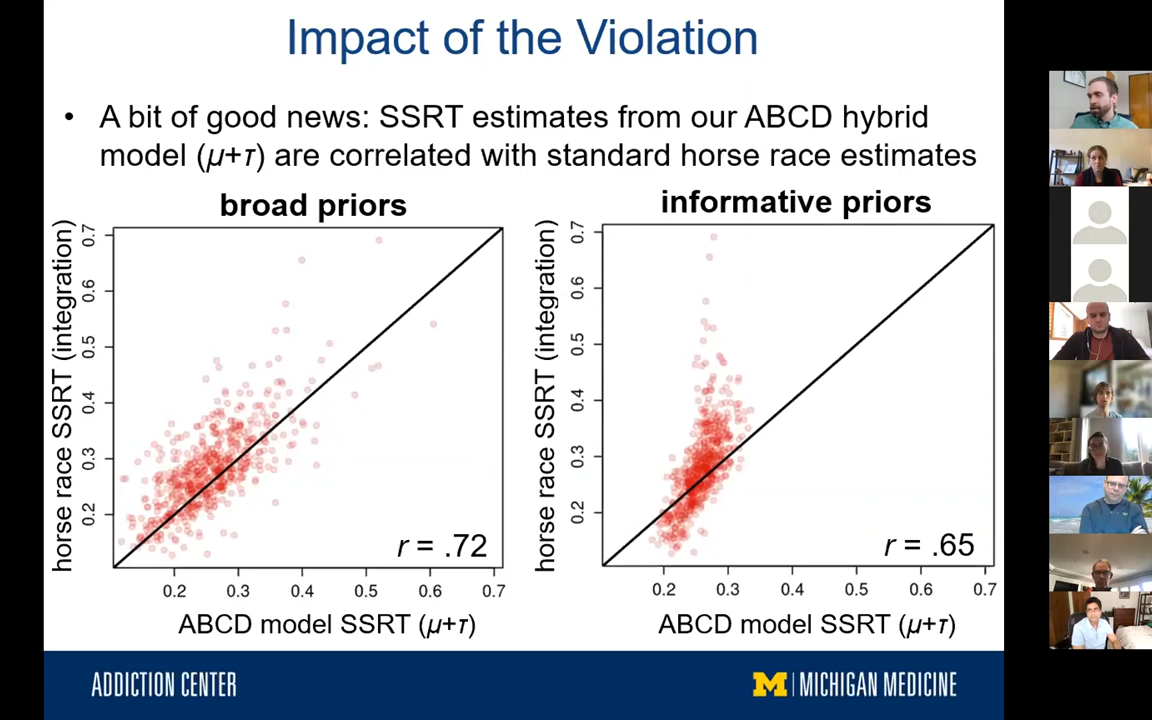 Impact of the Violation
• A bit of good news: SSRT estimates from our ABCD hybrid
model (μ+τ) are correlated with standard horse race estimates
broad priors
horse race SSRT (integration)
0.7
0.6
0.5
0.4
0.3
0.2
r = .72
0.2 0.3 0.4 0.5 0.6 0.7
ABCD model SSRT (μ+τ)
informative priors
horse race SSRT (integration)
0.7
0.6
0.5
0.4
0.3
0.2
r = .65
0.2 0.3 0.4 0.5 0.6 0.7
ABCD model SSRT (μ+τ)
ADDICTION CENTER
M | MICHIGAN MEDICINE